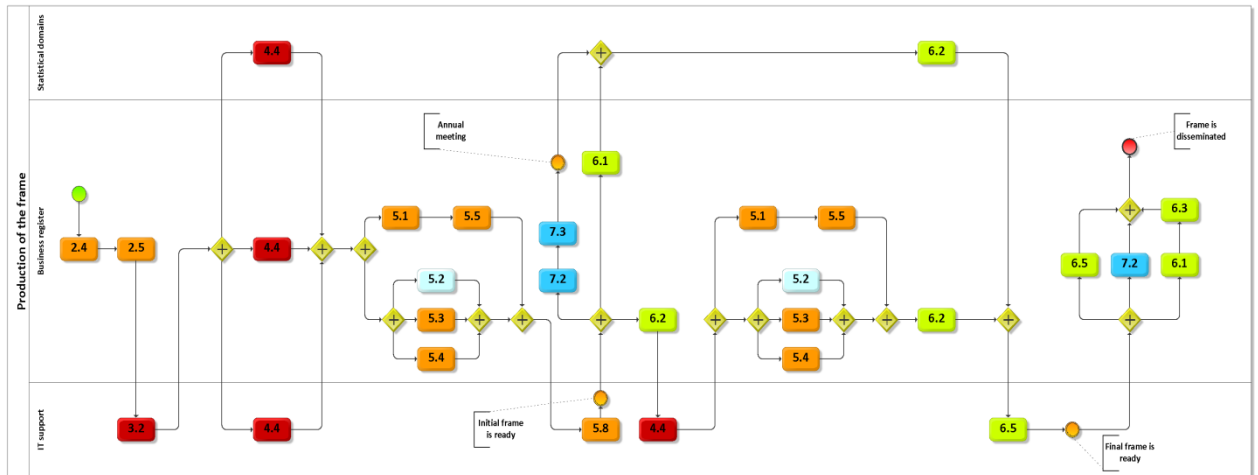 Production of the frame
Statistical domains
4.4
6.2
Business register
Annual
meeting
Frame is
disseminated
6.1
2.4
2.5
4.4
5.1
5.5
7.3
5.1
5.5
6.3
6.5
7.2
6.1
5.2
7.2
5.2
5.3
6.2
5.3
6.2
5.4
5.4
IT support
3.2
4.4
Initial frame
is ready
5.8
4.4
6.5
Final frame is
ready